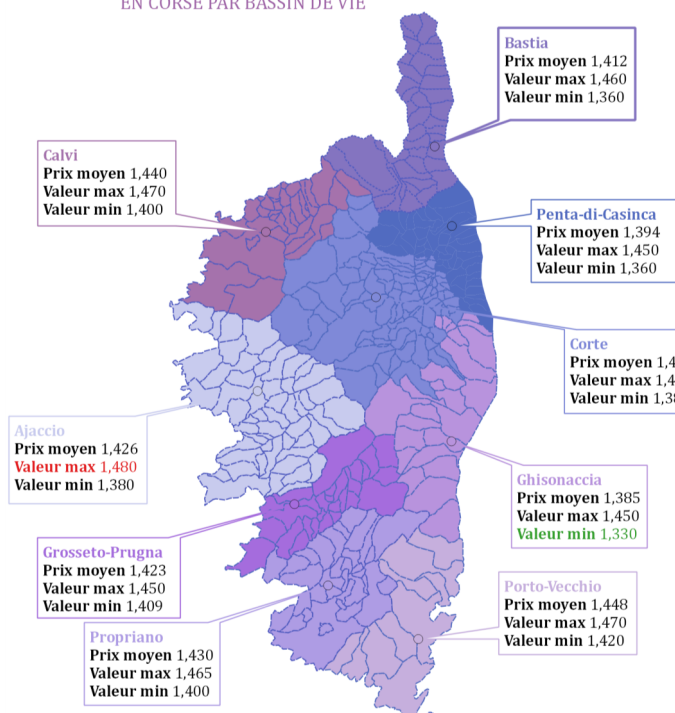 EN CORSE PAR BASSIN DE VIE
Bastia
Prix moyen 1,412
Valeur max 1,460
Valeur min 1,360
Calvi
Prix moyen 1,440
Valeur max 1,470
Valeur min 1,400
Penta-di-Casinca
Prix moyen 1,394
Valeur max 1,450
Valeur min 1,360
Corte
Prix moyen 1,4
Valeur max 1,4
Valeur min 1,38
Ajaccio
Prix moyen 1,426
Valeur max 1,480
Valeur min 1,380
Ghisonaccia
Prix moyen 1,385
Valeur max 1,450
Valeur min 1,330
Grosseto-Prugna
Prix moyen 1,423
Valeur max 1,450
Valeur min 1,409
Porto-Vecchio
Prix moyen 1,448
Valeur max 1,470
Valeur min 1,420
Propriano
Prix moyen 1,430
Valeur max 1,465
Valeur min 1,400